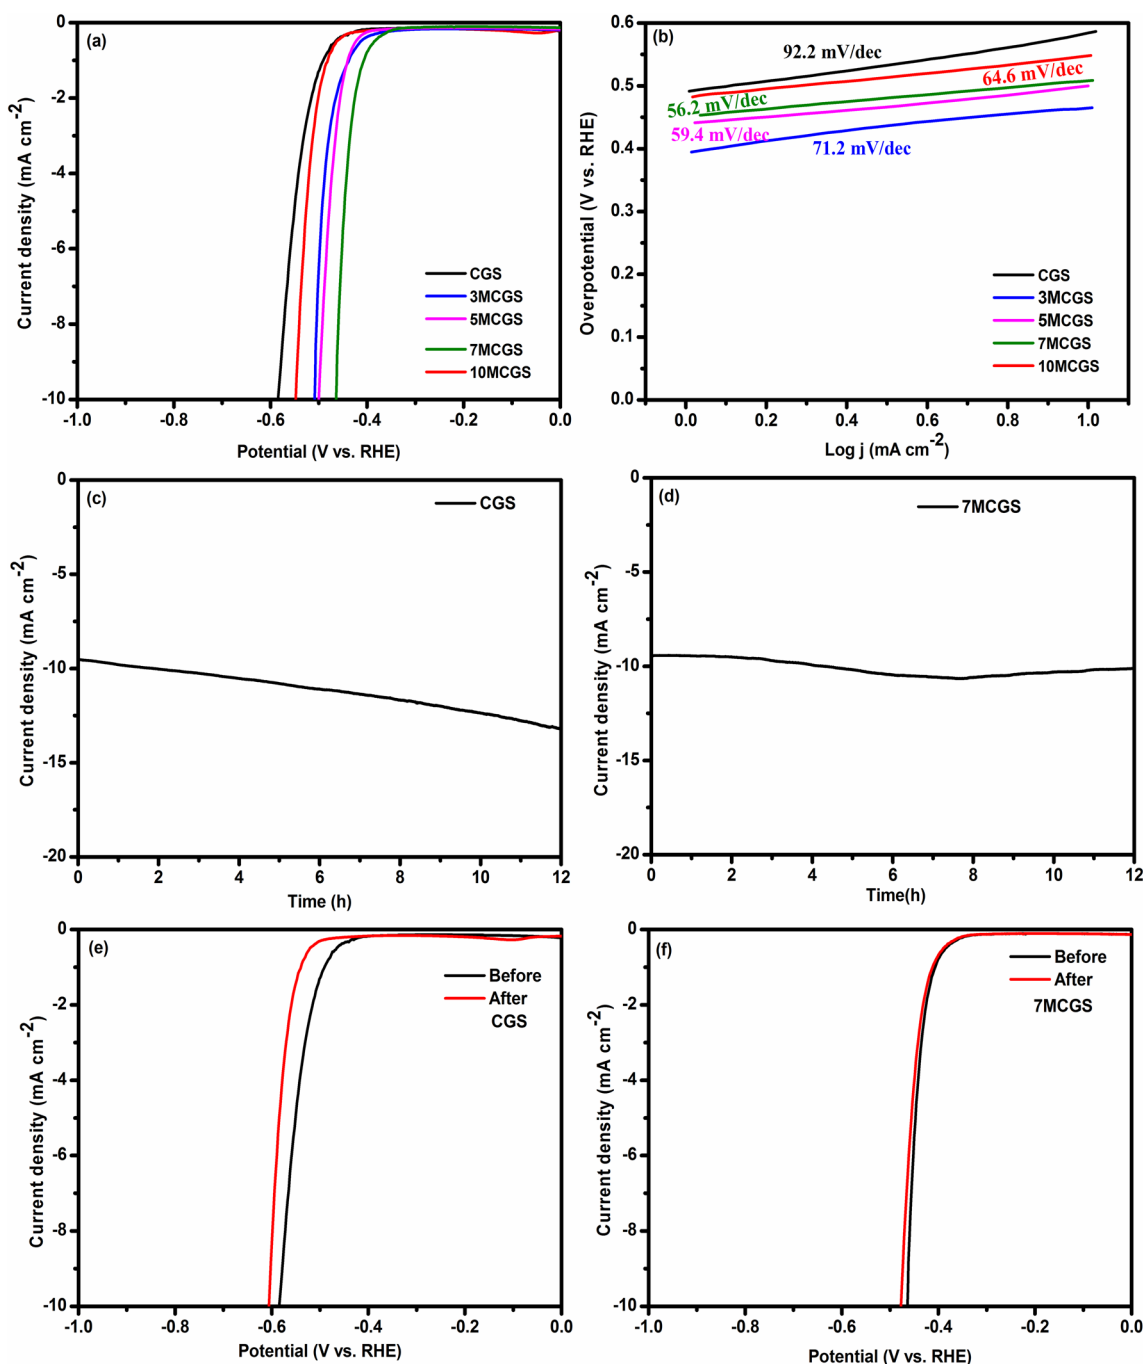 (a)
0
-2
-4
-6
-8
-10
Current density (mA cm-2)
CGS
3MCGS
5MCGS
7MCGS
10MCGS
-1.0 -0.8 -0.6 -0.4 -0.2 0.0
Potential (V vs. RHE)
(b)
0.6
0.5
0.4
0.3
0.2
0.1
0.0
Overpotential (V vs. RHE)
92.2 mV/dec
64.6 mV/dec
56.2 mV/dec
59.4 mV/dec
71.2 mV/dec
CGS
3MCGS
5MCGS
7MCGS
10MCGS
0.0 0.2 0.4 0.6 0.8 1.0
Log j (mA cm-2)
(c)
0
-5
-10
-15
-20
Current density (mA cm-2)
CGS
0 2 4 6 8 10 12
Time (h)
(d)
0
-5
-10
-15
-20
Current density (mA cm-2)
7MCGS
0 2 4 6 8 10 12
Time(h)
(e)
0
-2
-4
-6
-8
-10
Current density (mA cm-2)
Before
After
CGS
-1.0 -0.8 -0.6 -0.4 -0.2 0.0
Potential (V vs. RHE)
(f)
0
-2
-4
-6
-8
-10
Current density (mA cm-2)
Before
After
7MCGS
-1.0 -0.8 -0.6 -0.4 -0.2 0.0
Potential (V vs. RHE)